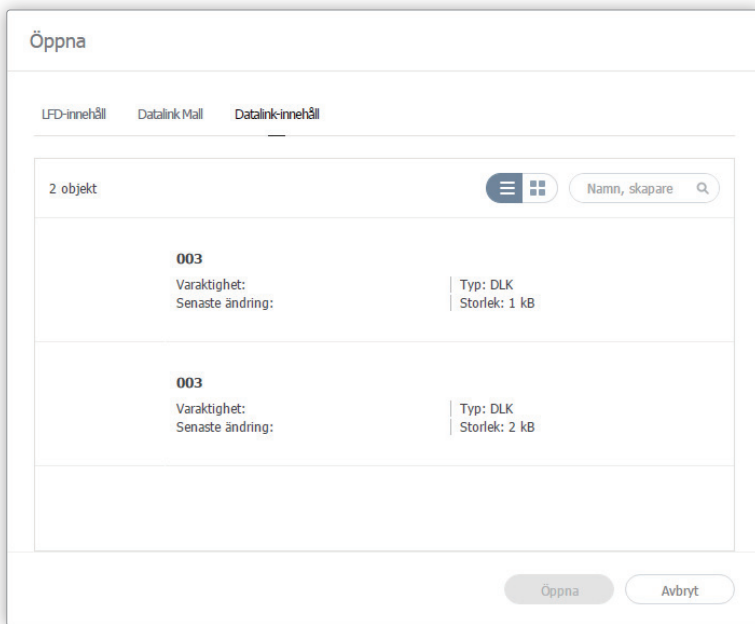 Öppna
LFD-innehåll Datalink Mall Datalink-innehåll
2 objekt Namn, skapare
003
Varaktighet: Typ: DLK
Senaste ändring: Storlek: 1 kB
003
Varaktighet: Typ: DLK
Senaste ändring: Storlek: 2 kB
Öppna Avbryt